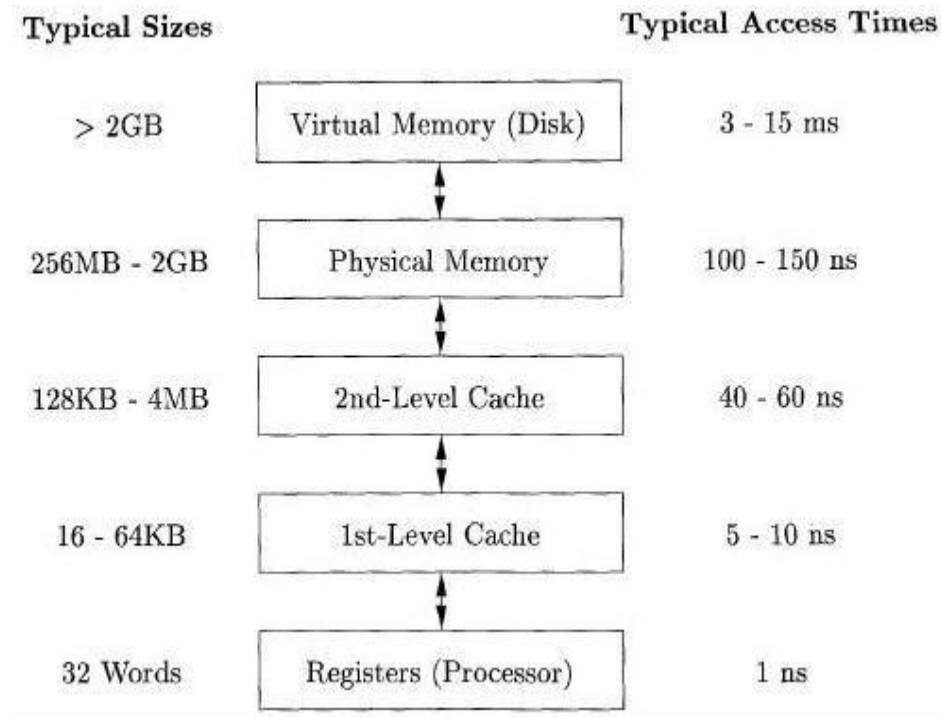 Typical Sizes Typical Access Times
> 2GB Virtual Memory (Disk) 3 - 15 ms
256MB - 2GB Physical Memory 100 - 150 ns
128KB - 4MB 2nd-Level Cache 40 - 60 ns
16 - 64KB 1st-Level Cache 5 - 10 ns
32 Words Registers (Processor) 1 ns